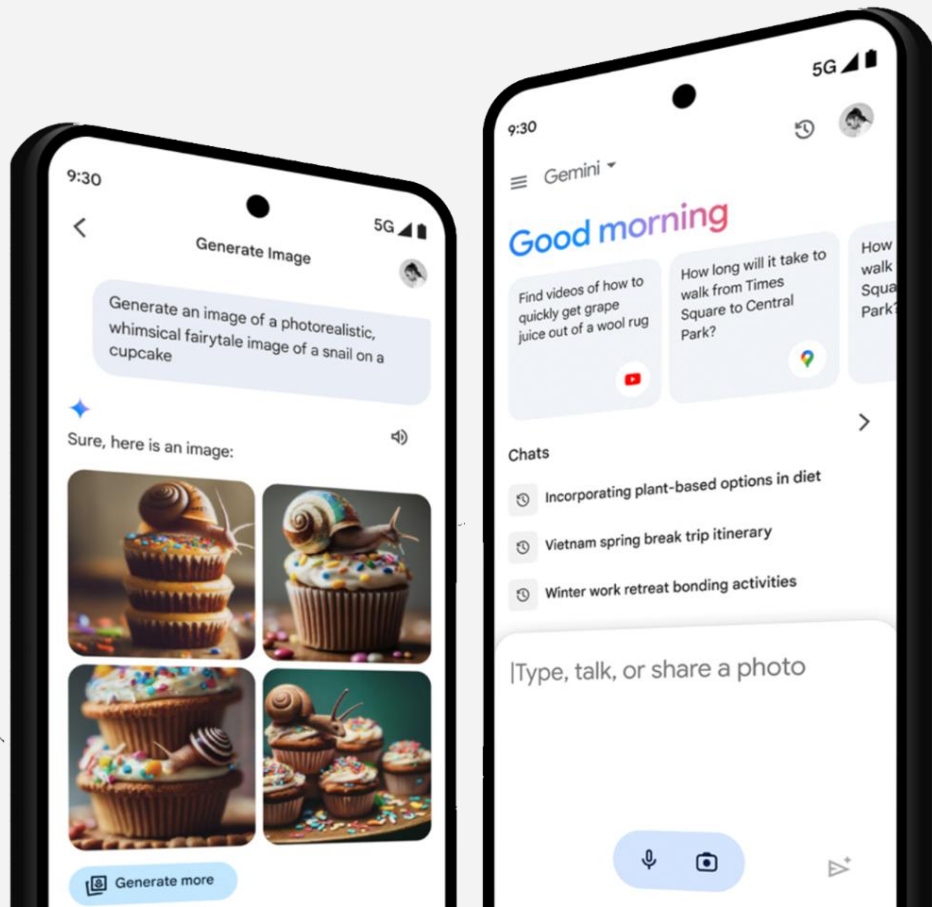 9:30
5G
Generate Image
Generate an image of a photorealistic,
whimsical fairytale image of a snail on a
cupcake
Sure, here is an image:
Generate more
9:30
5G
Gemini
Good morning
Find videos of how to
quickly get grape
juice out of a wool rug
How long will it take to
walk from Times
Square to Central
Park?
How
walk
Squa
Park?
Chats
Incorporating plant-based options in diet
Vietnam spring break trip itinerary
Winter work retreat bonding activities
Type, talk, or share a photo